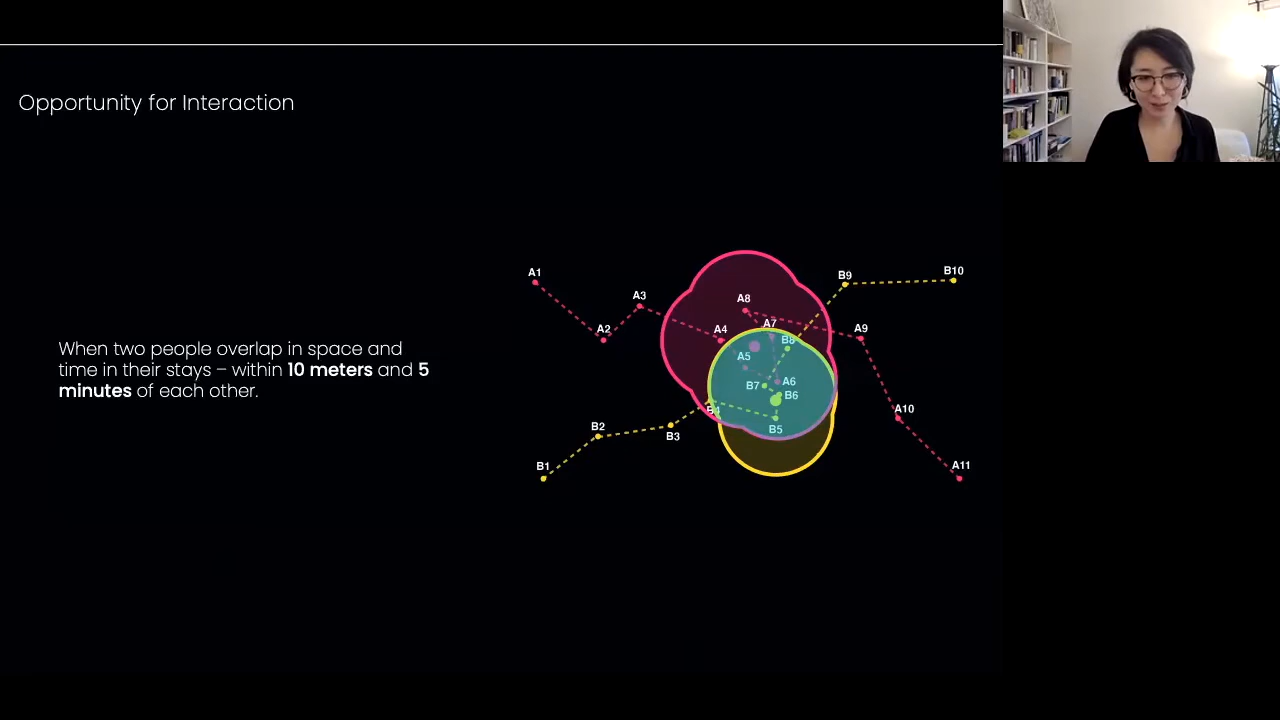 Opportunity for Interaction
When two people overlap in space and
time in their stays – within 10 meters and 5
minutes of each other.
A1
A2
A3
A4
A5
A6
A7
A8
A9
A10
A11
B1
B2
B3
B4
B5
B6
B7
B8
B9
B10